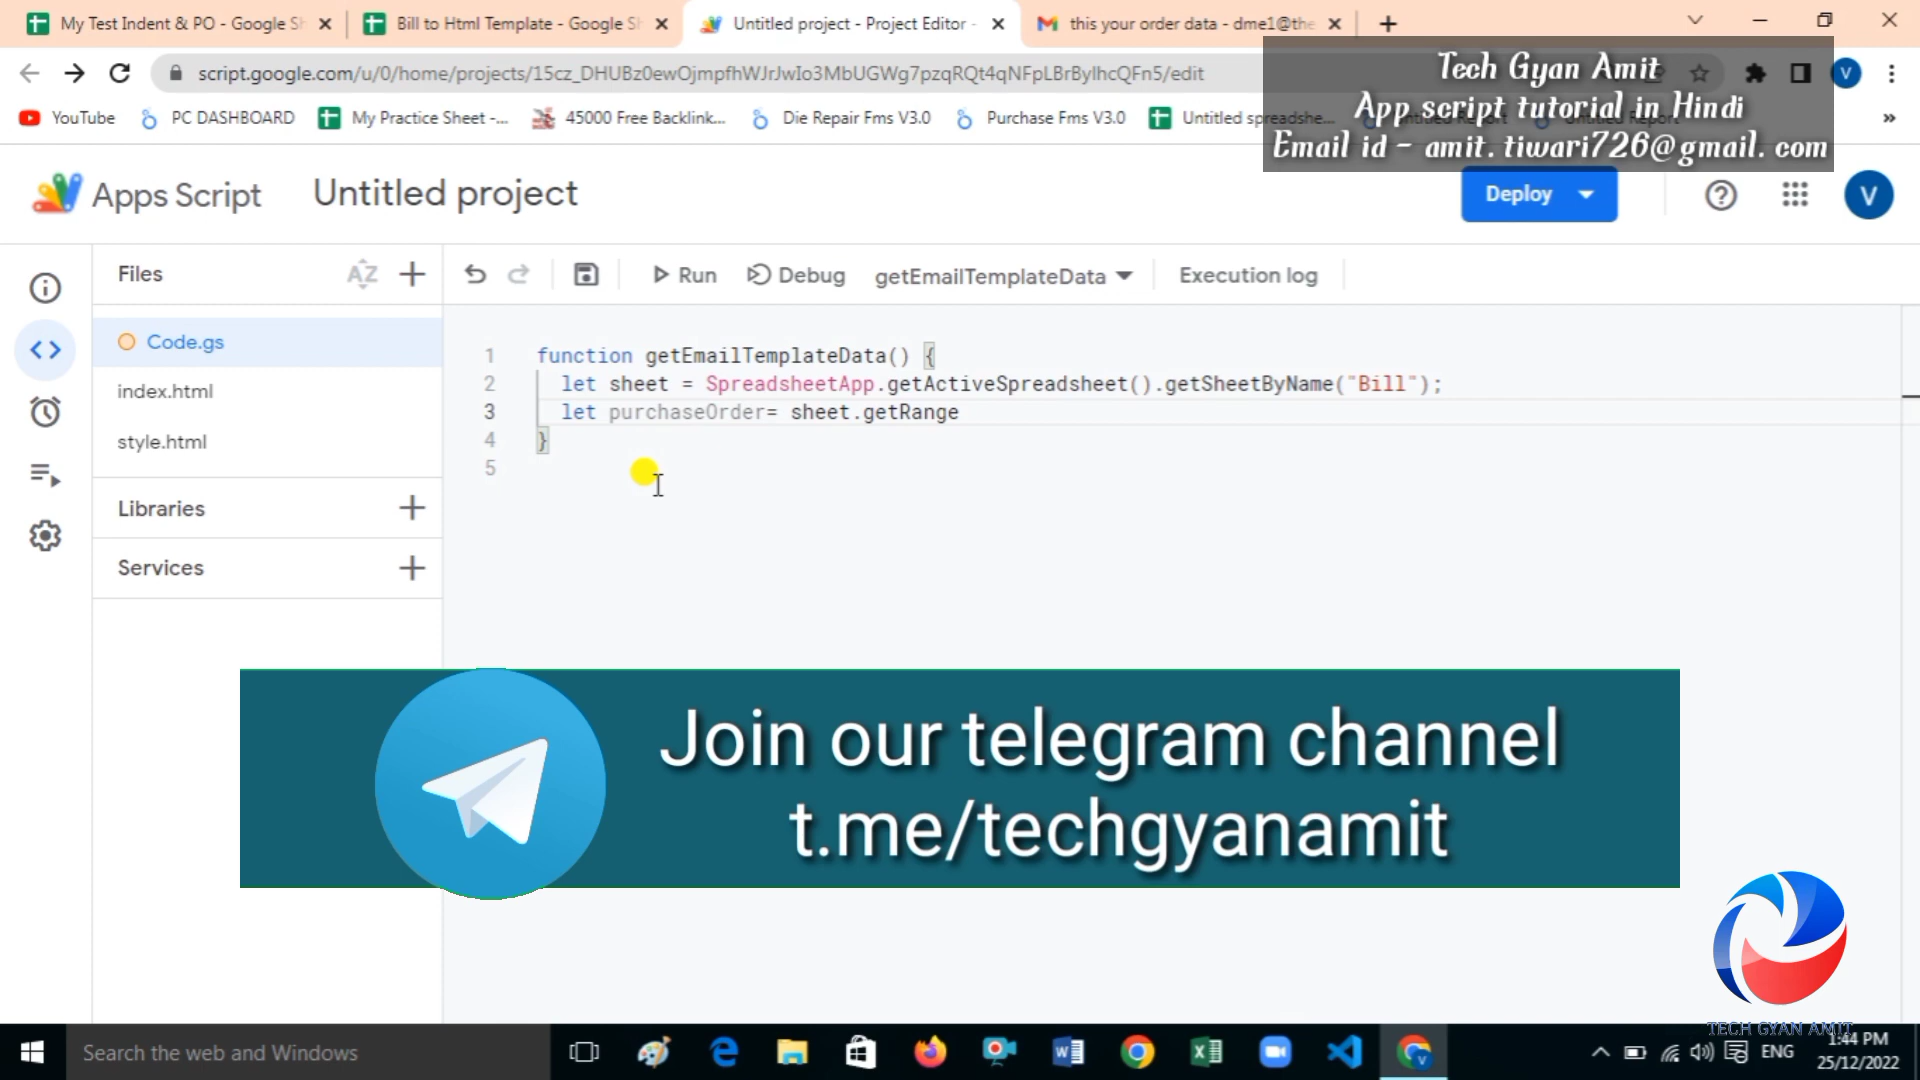 My Test Indent & PO - Google Sh
Bill to Html Template - Google Sh
Untitled project - Project Editor -
this your order data - dme1@the
script.google.com/u/0/home/projects/15cz_DHUBz0ewOjmpfhWJrJwIo3MbUGWg7pzqRQt4qNFpLBrBylhcQFn5/edit
V
Tech Gyan Amit
App script tutorial in Hindi
Email id - amit.tiwari726@gmail.com
YouTube
PC DASHBOARD
My Practice Sheet -...
45000 Free Backlink...
Die Repair Fms V3.0
Purchase Fms V3.0
Untitled spreadshe...
Untitled Report
Untitled Report
»
Apps Script
Untitled project
Deploy
V
Files
AZ
Run
Debug
getEmailTemplateData
Execution log
Code.gs
index.html
style.html
Libraries
Services
1 function getEmailTemplateData() {
2 let sheet = SpreadsheetApp.getActiveSpreadsheet().getSheetByName("Bill");
3 let purchaseOrder= sheet.getRange
4 }
5
Join our telegram channel
t.me/techgyanamit
TECH GYAN AMIT
Search the web and Windows
ENG
1:44 PM
25/12/2022